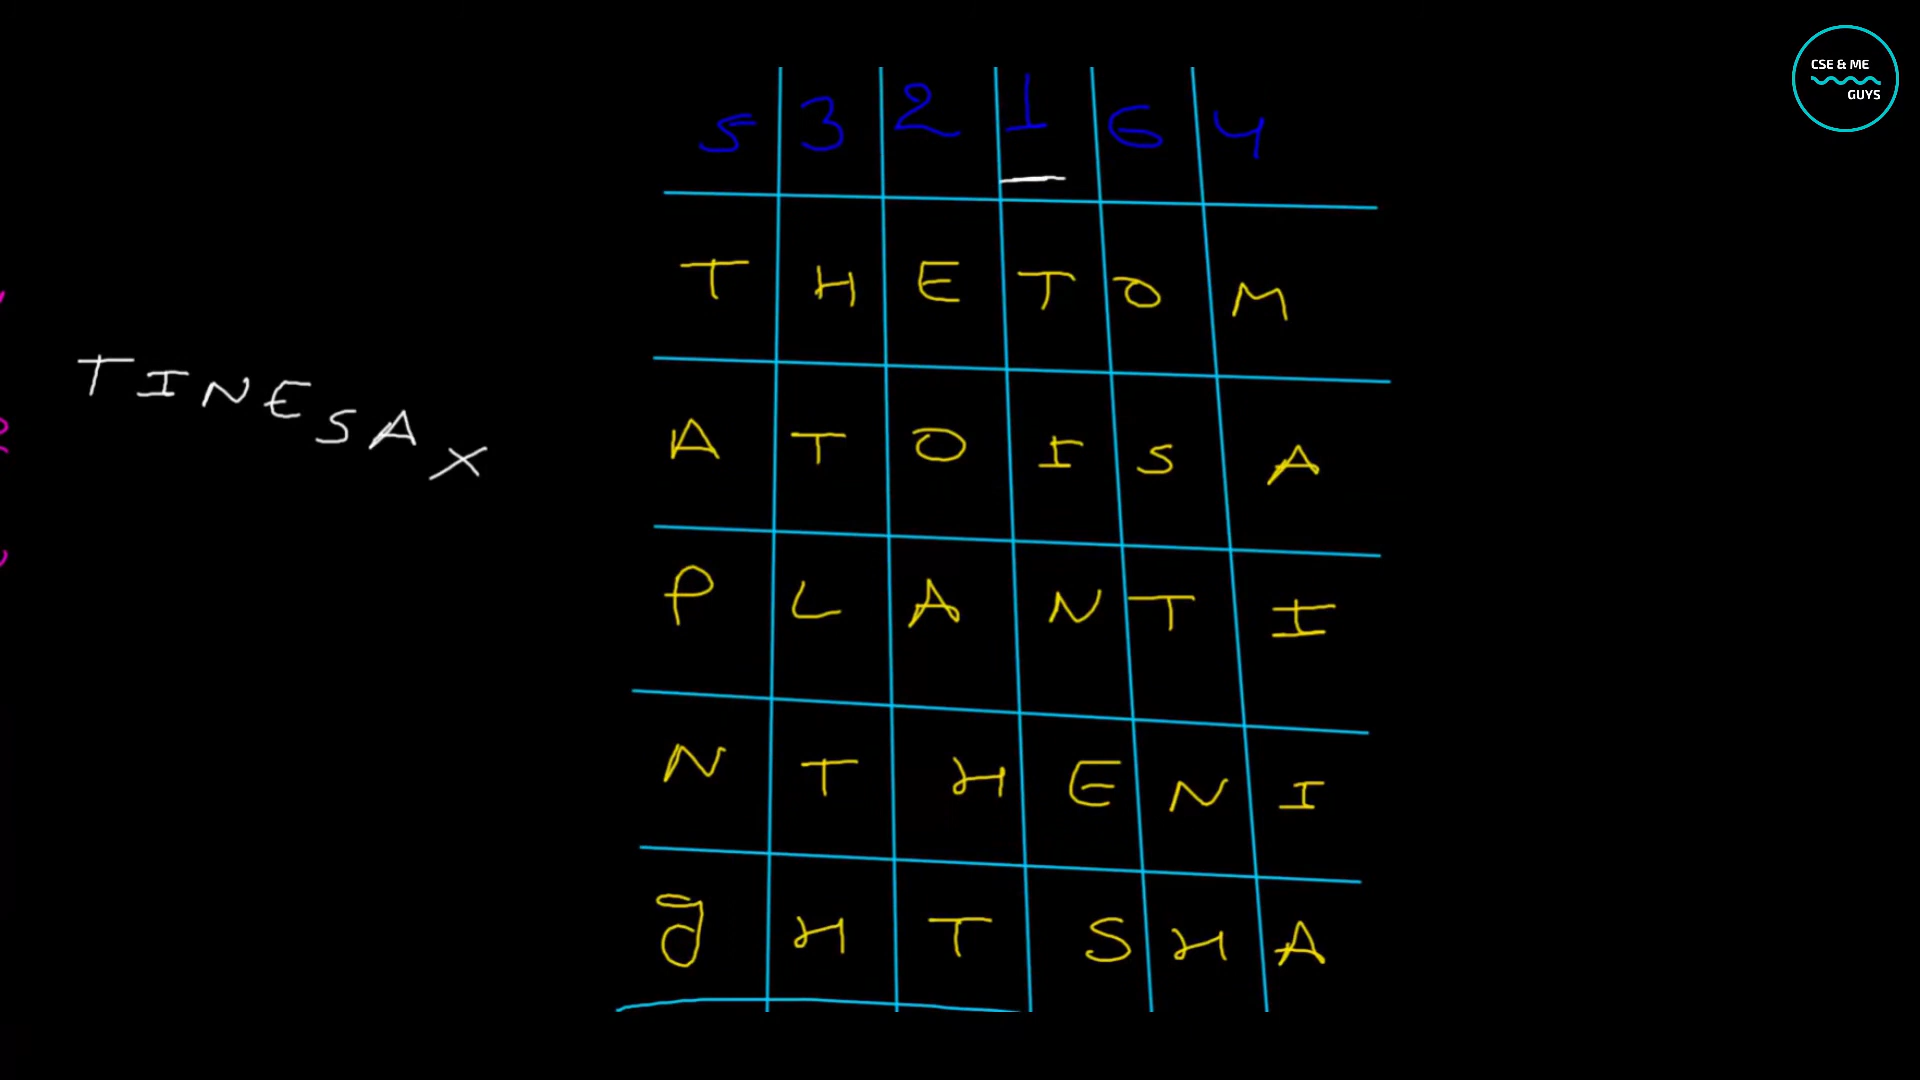 CSE & ME
GUYS
5 3 2 1 6 4
T H E T O M
TINESAX
A T O I S A
P L A N T I
N T H E N I
g H T S H A